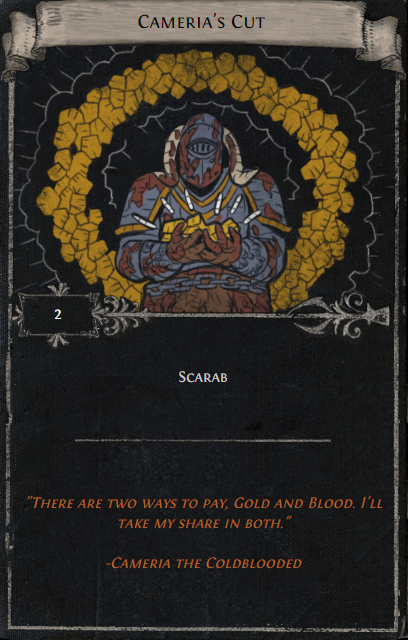 Cameria's Cut
2
Scarab
"There are two ways to pay, Gold and Blood. I'll
take my share in both."
-Cameria the Coldblooded